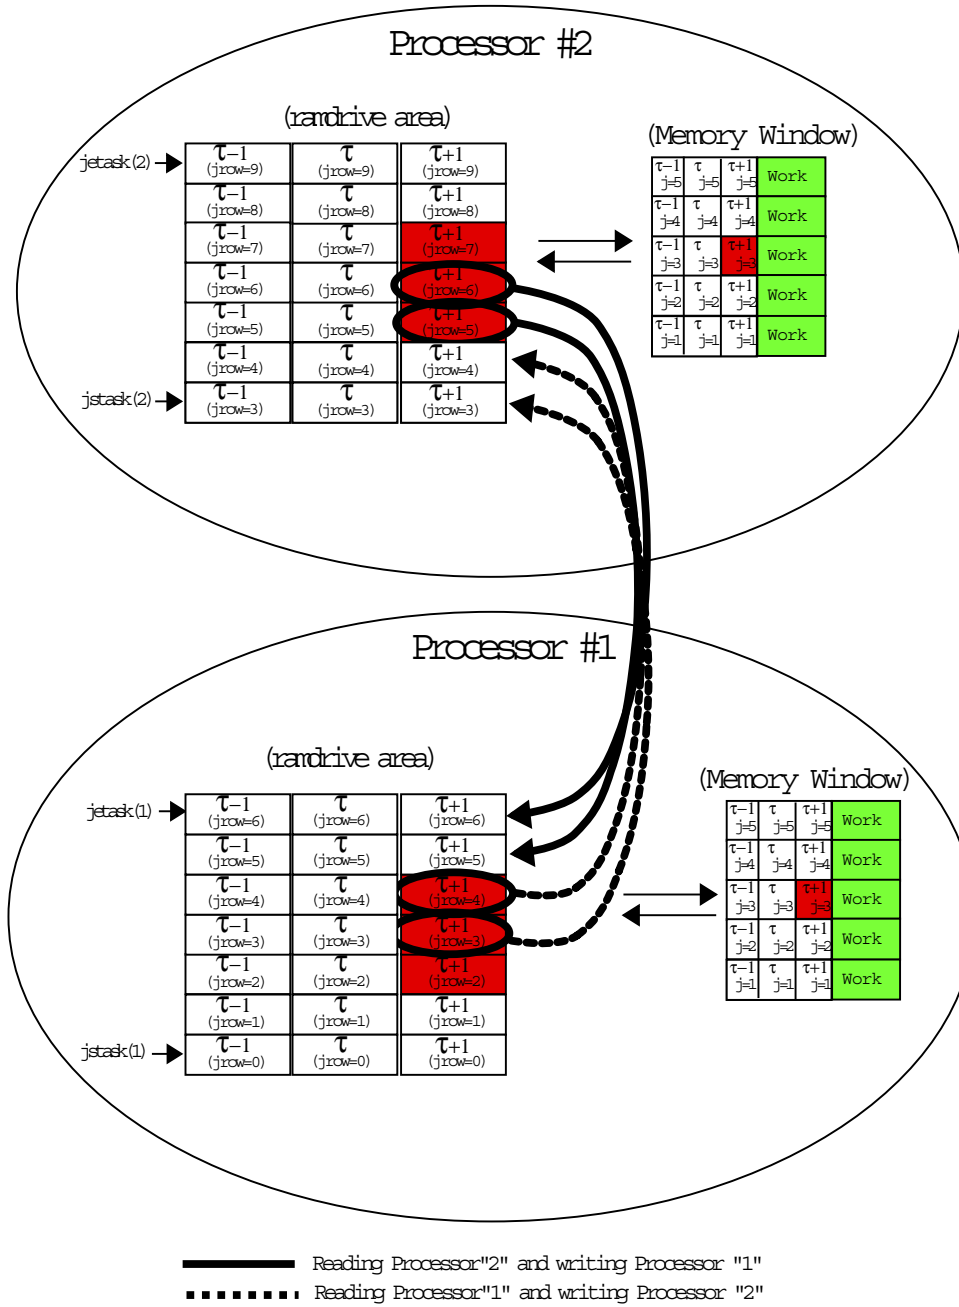 Processor #2
(ramdrive area)
(Memory Window)
jetask(2)
τ-1 τ τ+1
(jrow=9) (jrow=9) (jrow=9)
τ-1 τ τ+1
(jrow=8) (jrow=8) (jrow=8)
τ-1 τ τ+1
(jrow=7) (jrow=7) (jrow=7)
τ-1 τ τ+1
(jrow=6) (jrow=6) (jrow=6)
τ-1 τ τ+1
(jrow=5) (jrow=5) (jrow=5)
τ-1 τ τ+1
(jrow=4) (jrow=4) (jrow=4)
jstask(2)
τ-1 τ τ+1
(jrow=3) (jrow=3) (jrow=3)
τ-1 τ τ+1
j=5 j=5 j=5 Work
τ-1 τ τ+1
j=4 j=4 j=4 Work
τ-1 τ τ+1
j=3 j=3 j=3 Work
τ-1 τ τ+1
j=2 j=2 j=2 Work
τ-1 τ τ+1
j=1 j=1 j=1 Work
Processor #1
(ramdrive area)
(Memory Window)
jetask(1)
τ-1 τ τ+1
(jrow=6) (jrow=6) (jrow=6)
τ-1 τ τ+1
(jrow=5) (jrow=5) (jrow=5)
τ-1 τ τ+1
(jrow=4) (jrow=4) (jrow=4)
τ-1 τ τ+1
(jrow=3) (jrow=3) (jrow=3)
τ-1 τ τ+1
(jrow=2) (jrow=2) (jrow=2)
τ-1 τ τ+1
(jrow=1) (jrow=1) (jrow=1)
jstask(1)
τ-1 τ τ+1
(jrow=0) (jrow=0) (jrow=0)
τ-1 τ τ+1
j=5 j=5 j=5 Work
τ-1 τ τ+1
j=4 j=4 j=4 Work
τ-1 τ τ+1
j=3 j=3 j=3 Work
τ-1 τ τ+1
j=2 j=2 j=2 Work
τ-1 τ τ+1
j=1 j=1 j=1 Work
Reading Processor"2" and writing Processor "1"
Reading Processor"1" and writing Processor "2"